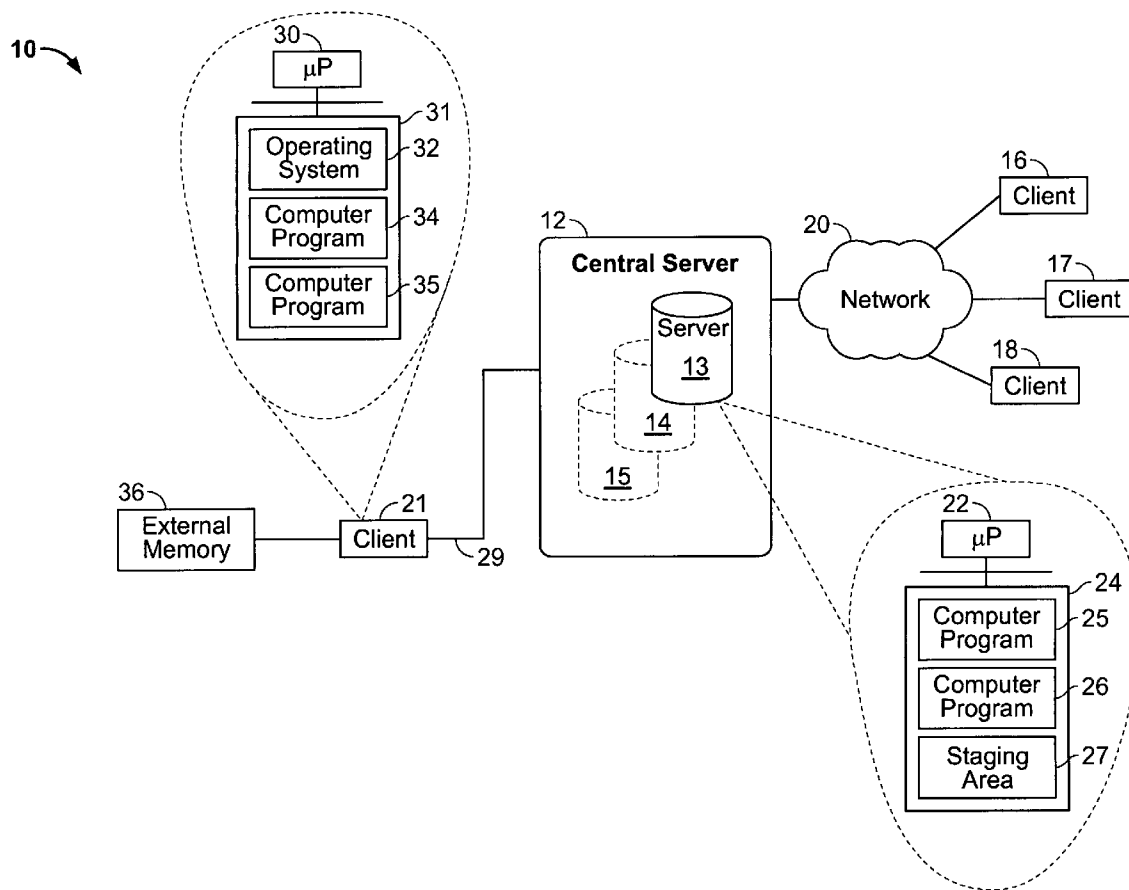 10
30
µP
31
Operating
System
32
Computer
Program
34
Computer
Program
35
36
External
Memory
21
Client
29
12
Central Server
Server
13
14
15
20
Network
16
Client
17
Client
18
Client
22
µP
24
Computer
Program
25
Computer
Program
26
Staging
Area
27